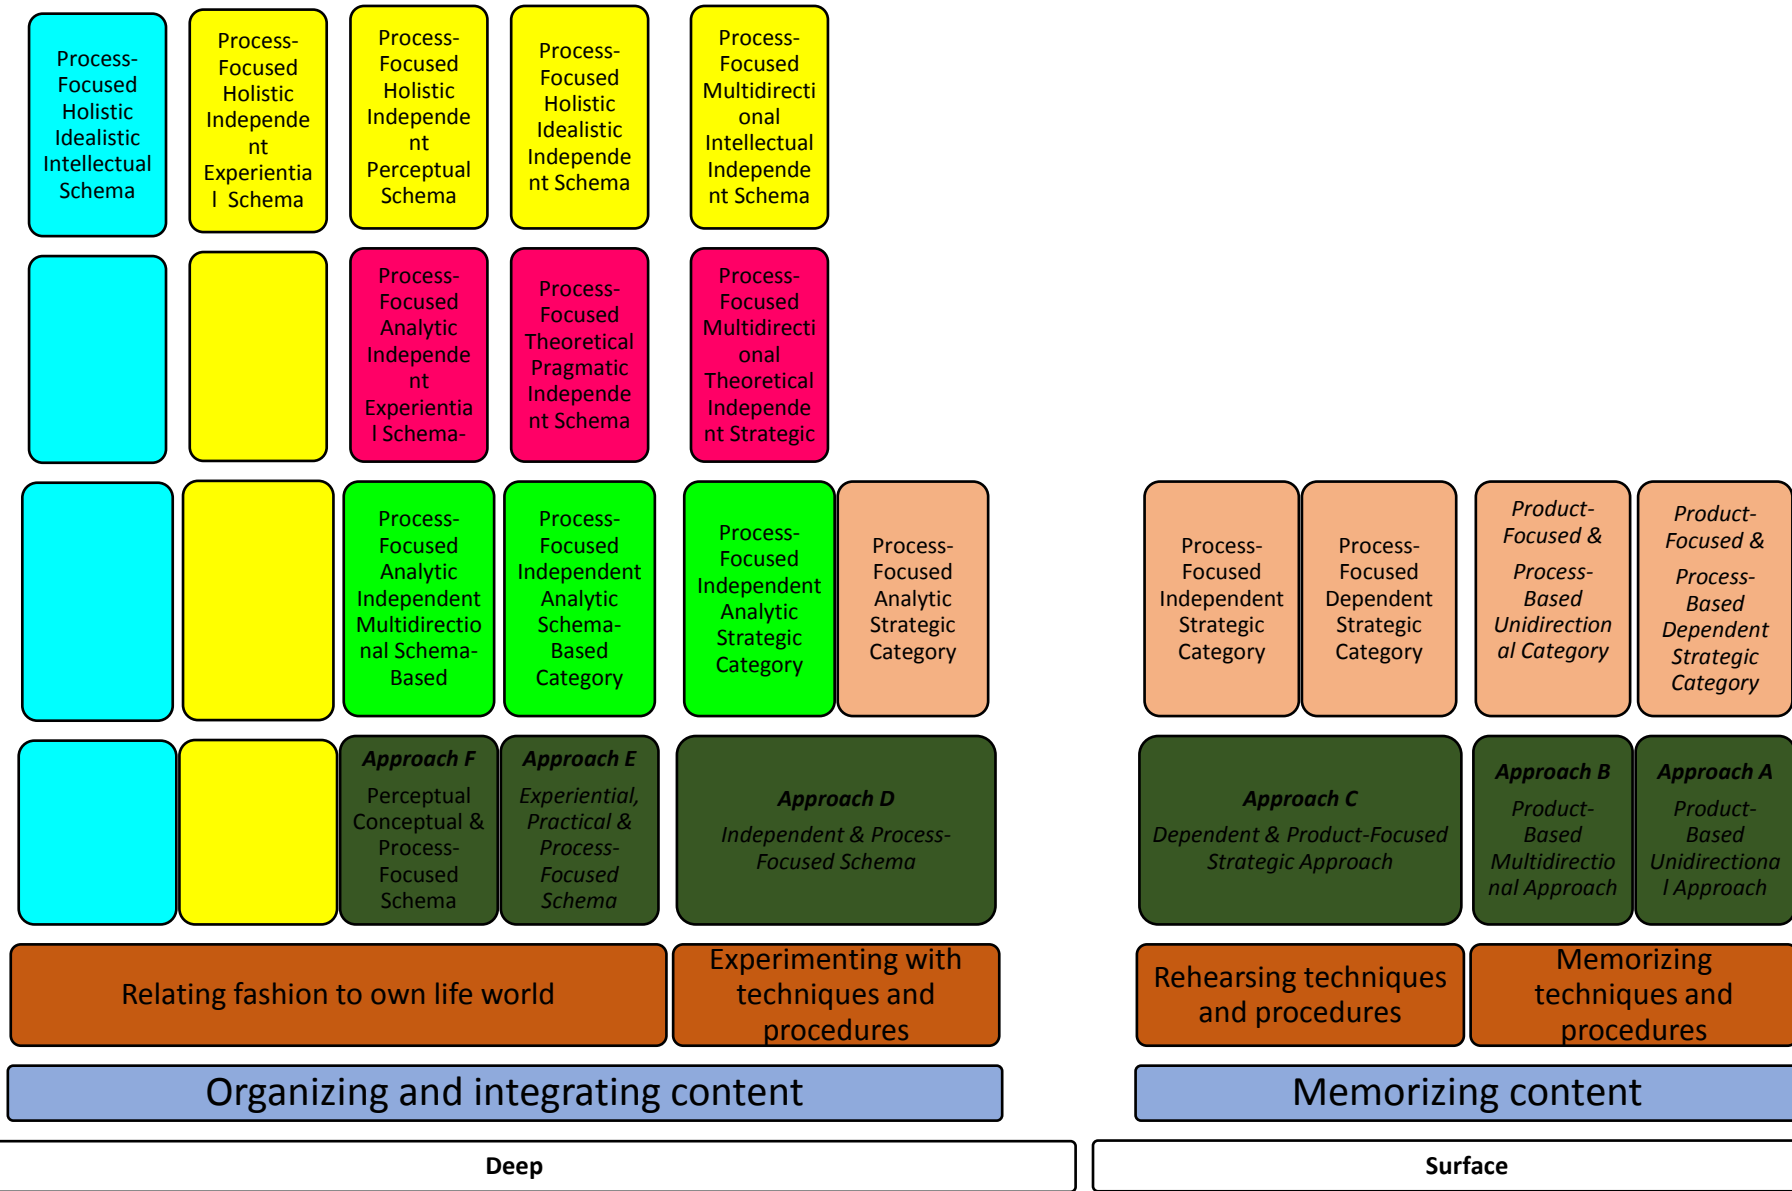 Process-
Focused
Holistic
Idealistic
Intellectual
Schema
Process-
Focused
Holistic
Independe
nt
Experientia
l Schema
Process-
Focused
Holistic
Independe
nt
Perceptual
Schema
Process-
Focused
Holistic
Idealistic
Independe
nt Schema
Process-
Focused
Multidirecti
onal
Intellectual
Independe
nt Schema
Process-
Focused
Analytic
Independe
nt
Experientia
l Schema-
Process-
Focused
Theoretical
Pragmatic
Independe
nt Schema
Process-
Focused
Multidirecti
onal
Theoretical
Independe
nt Strategic
Process-
Focused
Analytic
Independent
Multidirectio
nal Schema-
Based
Process-
Focused
Independent
Analytic
Schema-
Based
Category
Process-
Focused
Independent
Analytic
Strategic
Category
Process-
Focused
Analytic
Strategic
Category
Process-
Focused
Independent
Strategic
Category
Process-
Focused
Dependent
Strategic
Category
Product-
Focused &
Process-
Based
Unidirection
al Category
Product-
Focused &
Process-
Based
Dependent
Strategic
Category
Approach F
Perceptual
Conceptual &
Process-
Focused
Schema
Approach E
Experiential,
Practical &
Process-
Focused
Schema
Approach D
Independent & Process-
Focused Schema
Approach C
Dependent & Product-Focused
Strategic Approach
Approach B
Product-
Based
Multidirectio
nal Approach
Approach A
Product-
Based
Unidirectiona
l Approach
Relating fashion to own life world
Experimenting with
techniques and
procedures
Rehearsing techniques
and procedures
Memorizing
techniques and
procedures
Organizing and integrating content
Memorizing content
Deep
Surface